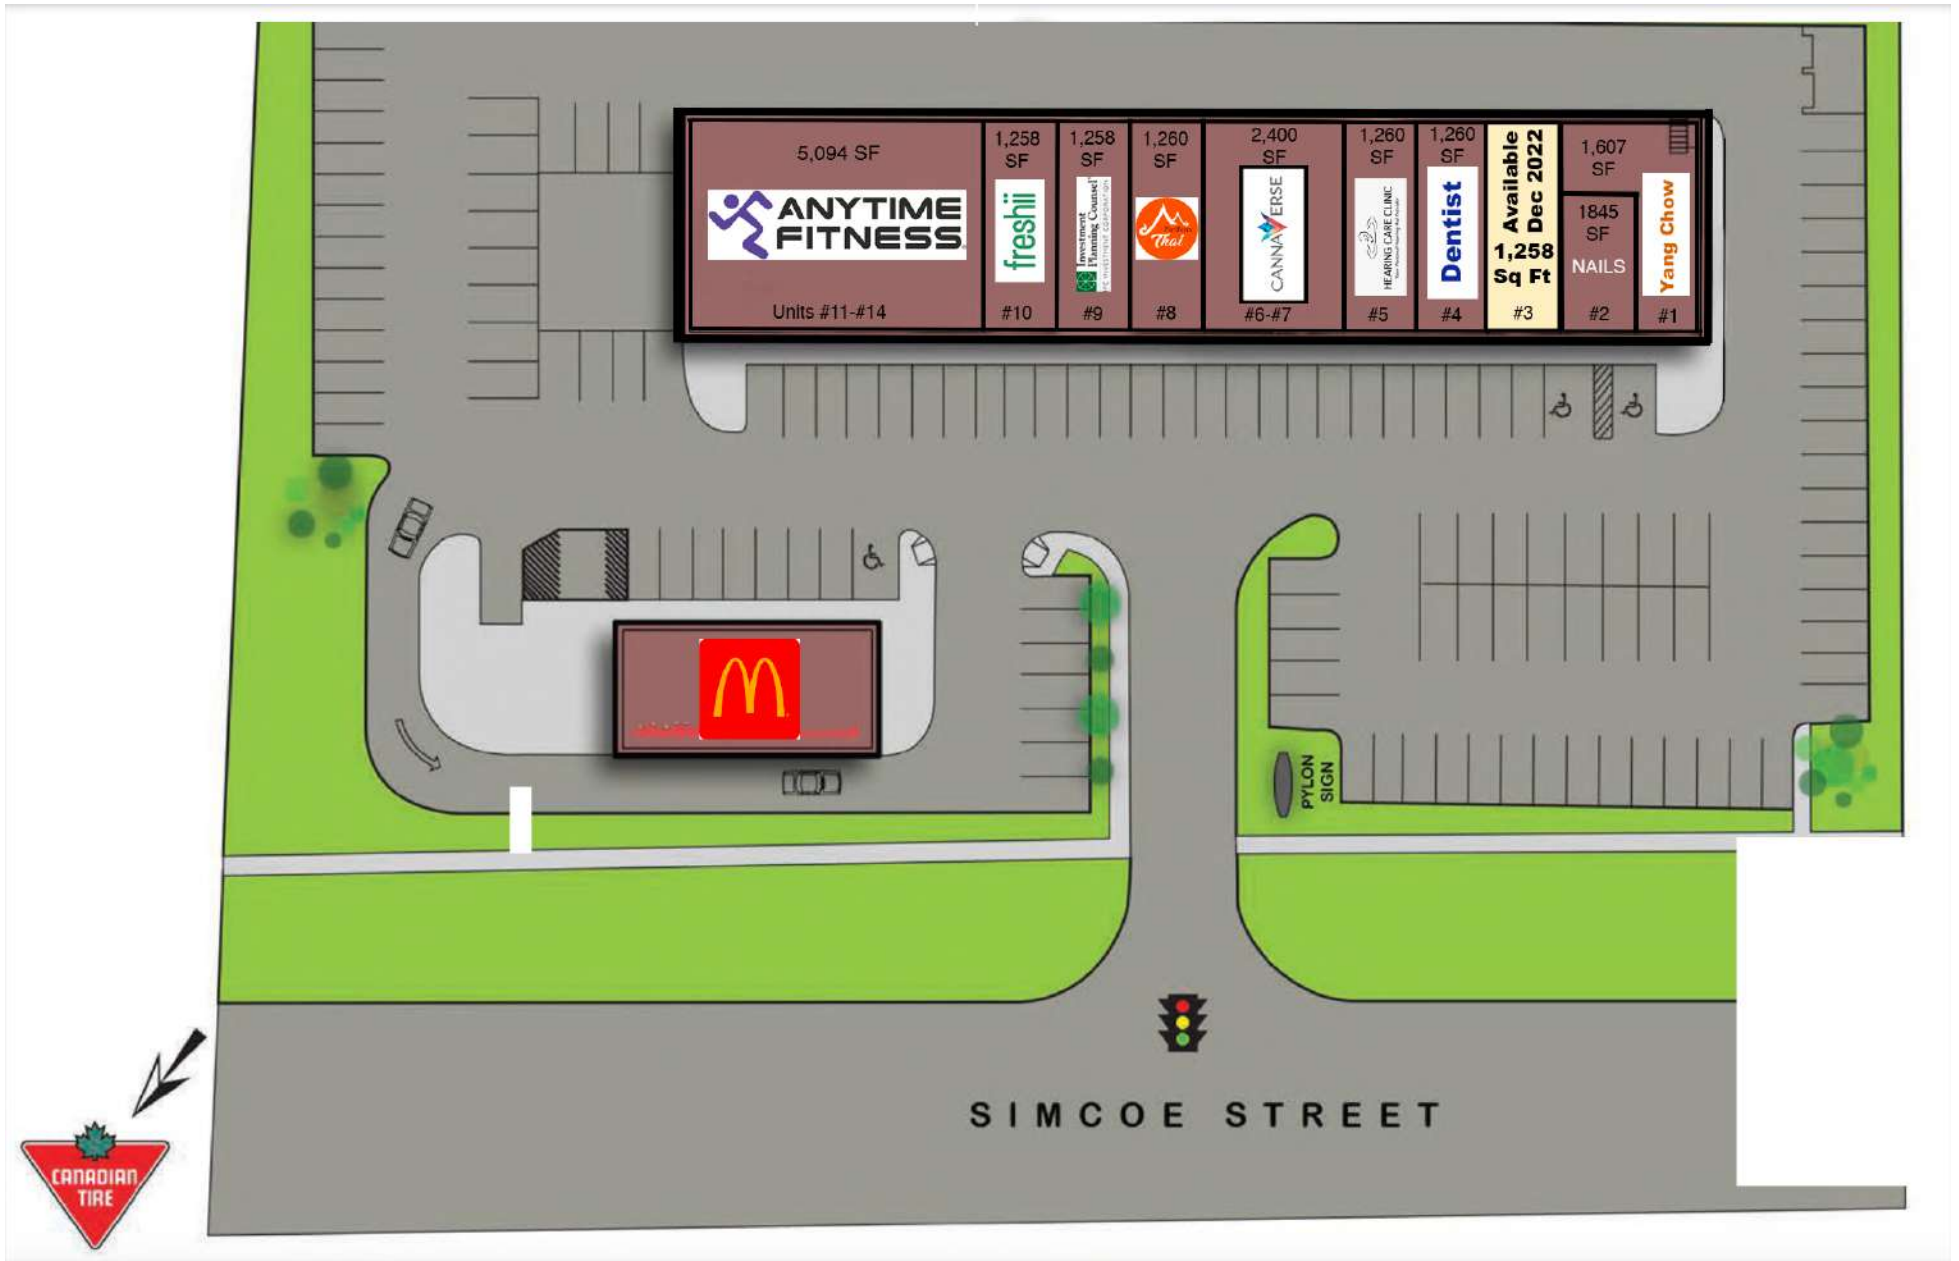 5,094 SF
ANYTIME
FITNESS
Units #11-#14
1,258
SF
freshii
#10
1,258
SF
Investment
Planning Counsel
#9
1,260
SF
Thai
#8
2,400
SF
CANNAVERSE
#6-#7
1,260
SF
HEARING CARE CLINIC
#5
1,260
SF
Dentist
#4
Available
Dec 2022
1,258
Sq Ft
#3
1,607
SF
1845
SF
NAILS
#2
Yang Chow
#1
PYLON
SIGN
SIMCOE STREET
CANADIAN
TIRE